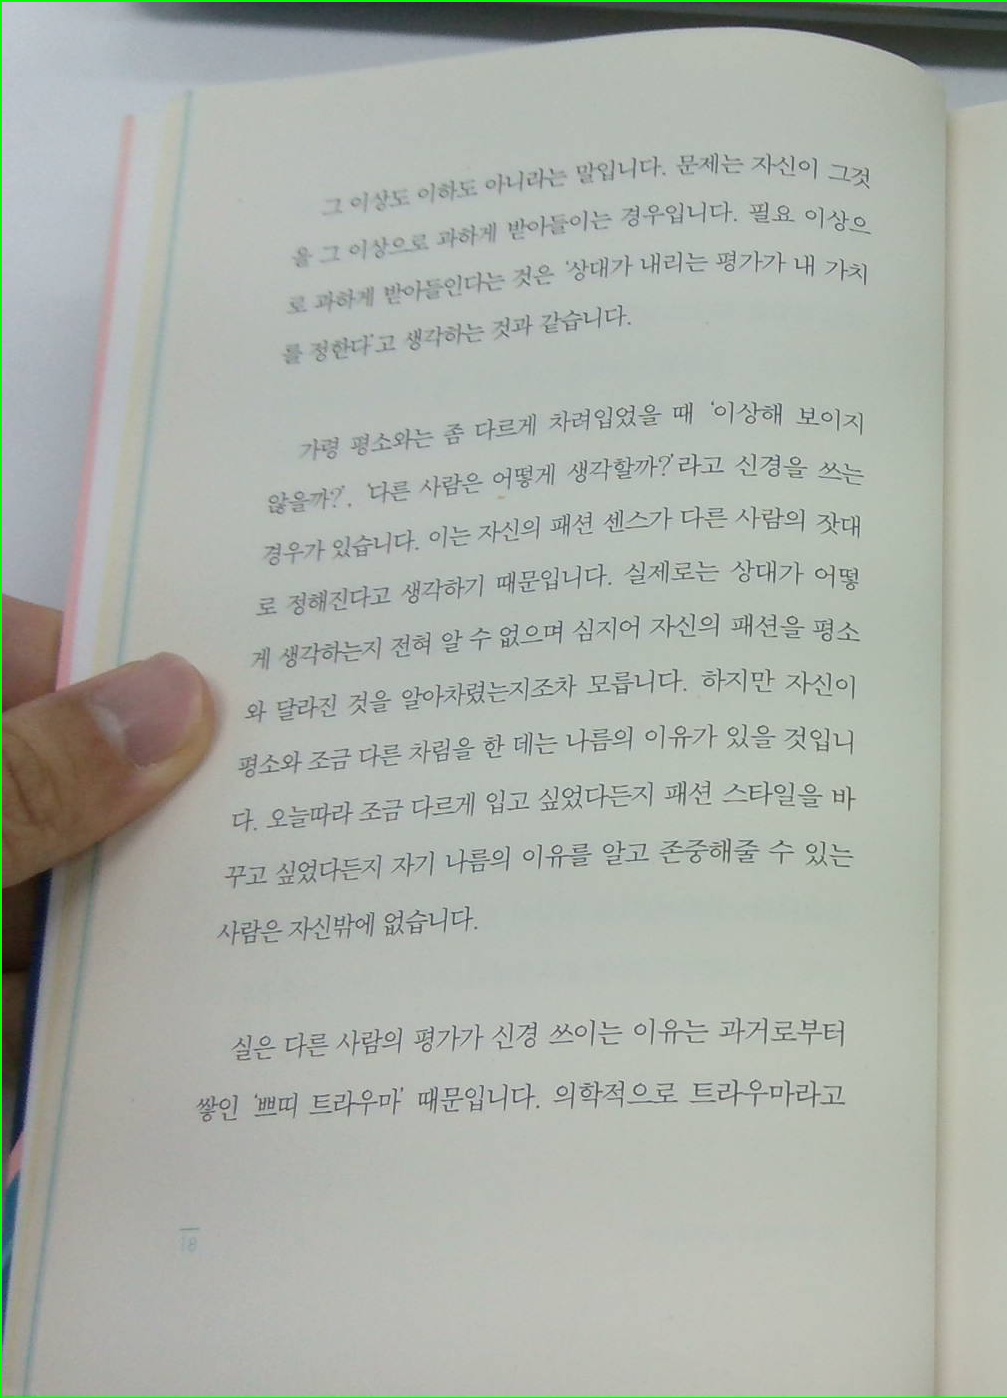 그 이상도 이하도 아니라는 말입니다. 문제는 자신이 그것
을 그 이상으로 과하게 받아들이는 경우입니다. 필요 이상으
로 과하게 받아들인다는 것은 '상대가 내리는 평가가 내 가치
를 정한다'고 생각하는 것과 같습니다.
가령 평소와는 좀 다르게 차려입었을 때 '이상해 보이지
않을까?', '다른 사람은 어떻게 생각할까?'라고 신경을 쓰는
경우가 있습니다. 이는 자신의 패션 센스가 다른 사람의 잣대
로 정해진다고 생각하기 때문입니다. 실제로는 상대가 어떻
게 생각하는지 전혀 알 수 없으며 심지어 자신의 패션을 평소
와 달라진 것을 알아차렸는지조차 모릅니다. 하지만 자신이
평소와 조금 다른 차림을 한 데는 나름의 이유가 있을 것입니
다. 오늘따라 조금 다르게 입고 싶었다든지 패션 스타일을 바
꾸고 싶었다든지 자기 나름의 이유를 알고 존중해줄 수 있는
사람은 자신밖에 없습니다.
실은 다른 사람의 평가가 신경 쓰이는 이유는 과거로부터
쌓인 '쁘띠 트라우마' 때문입니다. 의학적으로 트라우마라고
18